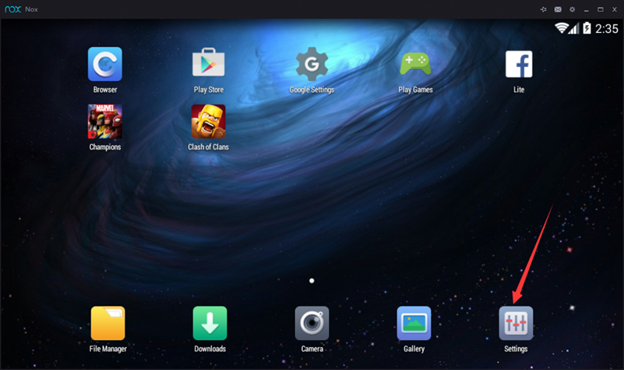 nox Nox
2:35
Browser
Play Store
G
Google Settings
Play Games
f
Lite
MARVEL
Champions
Clash of Clans
File Manager
Downloads
Camera
Gallery
Settings